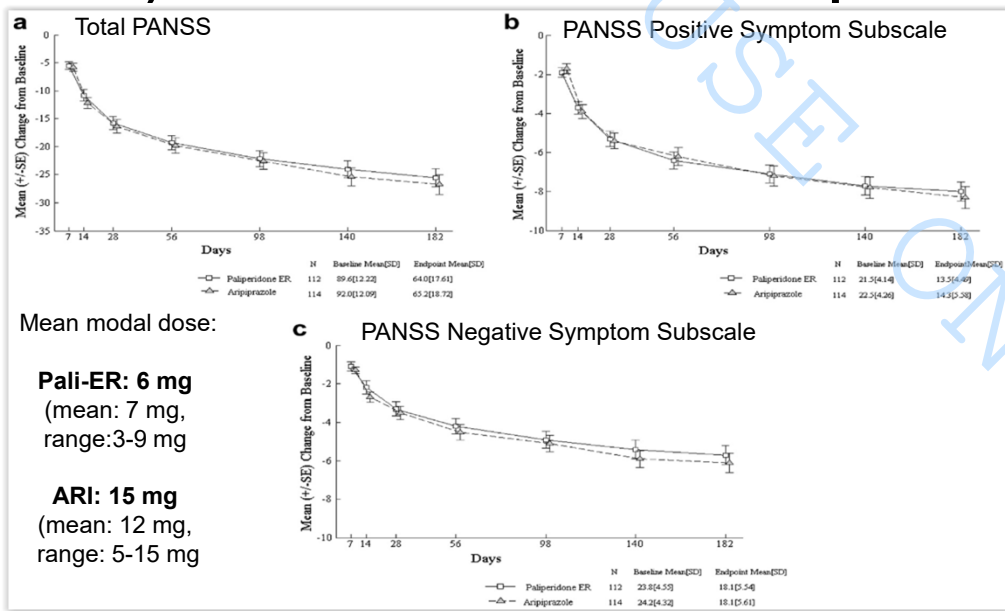 a Total PANSS
Mean (+/-SE) Change from Baseline
0
-5
-10
-15
-20
-25
-30
-35
7 14 28 56 98 140 182
Days
N Baseline Mean[SD] Endpoint Mean[SD]
Paliperidone ER 112 89.6[12.22] 64.0[17.61]
Aripiprazole 114 92.0[12.09] 65.2[18.72]
b PANSS Positive Symptom Subscale
Mean (+/-SE) Change from Baseline
0
-2
-4
-6
-8
-10
7 14 28 56 98 140 182
Days
N Baseline Mean[SD] Endpoint Mean[SD]
Paliperidone ER 112 21.5[4.14] 13.5[4.49]
Aripiprazole 114 22.5[4.26] 14.3[5.58]
Mean modal dose:
Pali-ER: 6 mg
(mean: 7 mg,
range:3-9 mg
ARI: 15 mg
(mean: 12 mg,
range: 5-15 mg
c PANSS Negative Symptom Subscale
Mean (+/-SE) Change from Baseline
0
-2
-4
-6
-8
-10
7 14 28 56 98 140 182
Days
N Baseline Mean[SD] Endpoint Mean[SD]
Paliperidone ER 112 23.8[4.55] 18.1[5.54]
Aripiprazole 114 24.2[4.32] 18.1[5.61]
USE ON